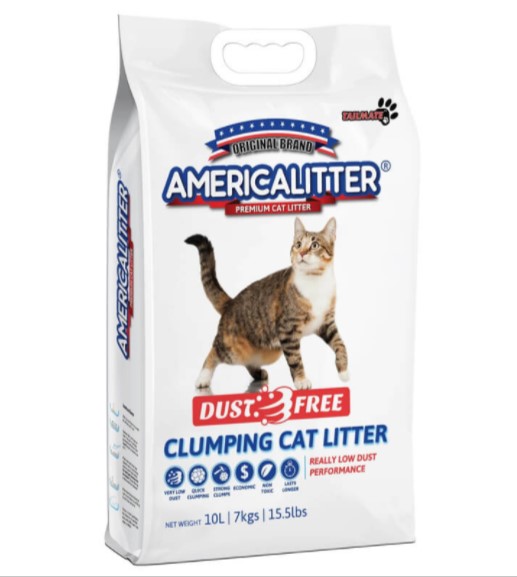 TAILMATE
ORIGINAL BRAND
AMERICALITTER®
PREMIUM CAT LITTER
AMERICALITTER
DUST FREE
CLUMPING CAT LITTER
VERY LOW DUST
QUICK CLUMPING
STRONG CLUMPS
ECONOMIC
NON TOXIC
LASTS LONGER
REALLY LOW DUST
PERFORMANCE
NET WEIGHT 10L | 7kgs | 15.5lbs